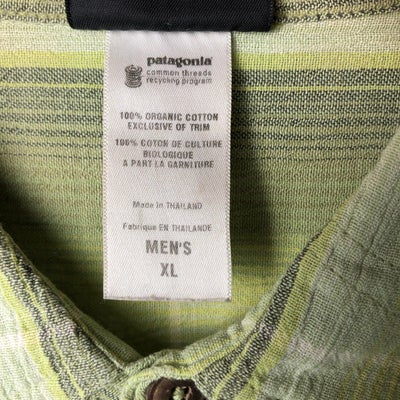 patagonia
common threads
recycling program
100% ORGANIC COTTON
EXCLUSIVE OF TRIM
100% COTON DE CULTURE
BIOLOGIQUE
A PART LA GARNITURE
Made in THAILAND
Fabrique EN THAILANDE
MEN'S
XL